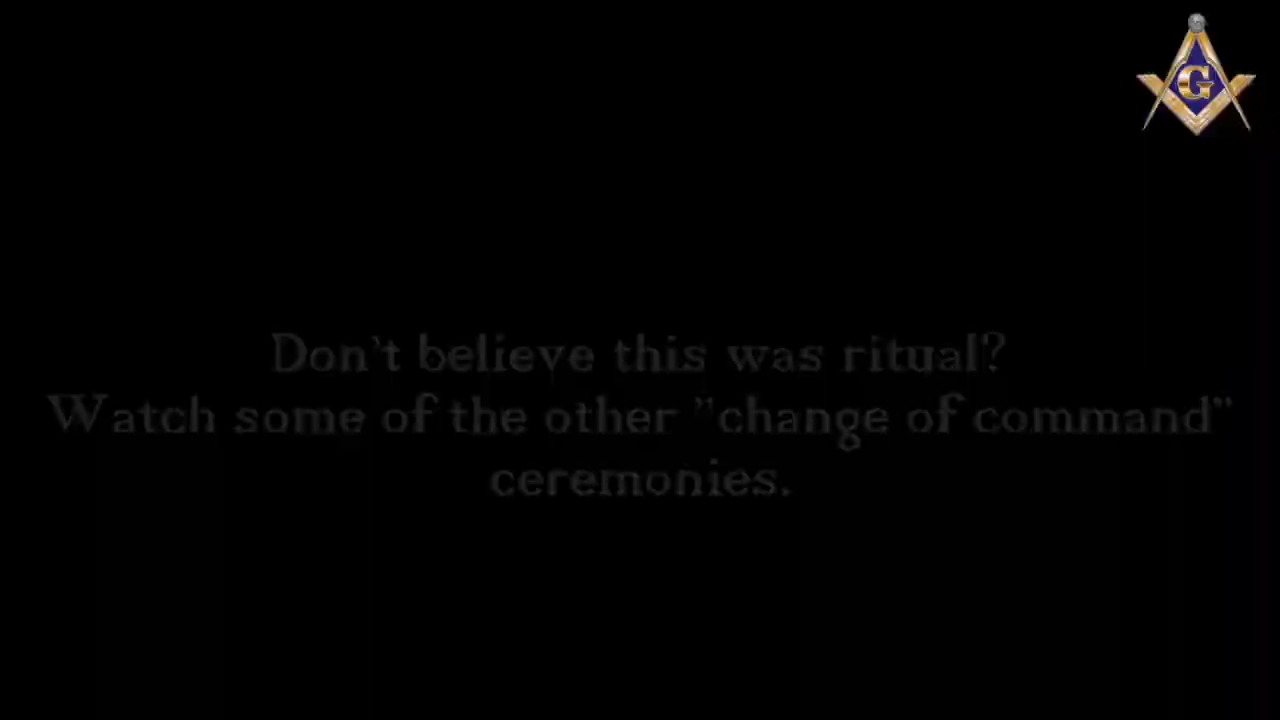 G
Don't believe this was ritual?
Watch some of the other "change of command"
ceremonies.